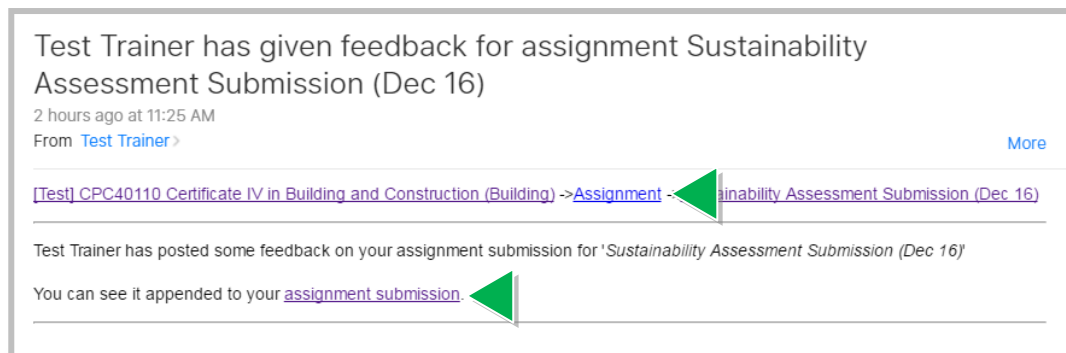 Test Trainer has given feedback for assignment Sustainability
Assessment Submission (Dec 16)
2 hours ago at 11:25 AM
From Test Trainer >
More
[Test] CPC40110 Certificate IV in Building and Construction (Building) ->Assignment - ainability Assessment Submission (Dec 16)
Test Trainer has posted some feedback on your assignment submission for 'Sustainability Assessment Submission (Dec 16)'
You can see it appended to your assignment submission.